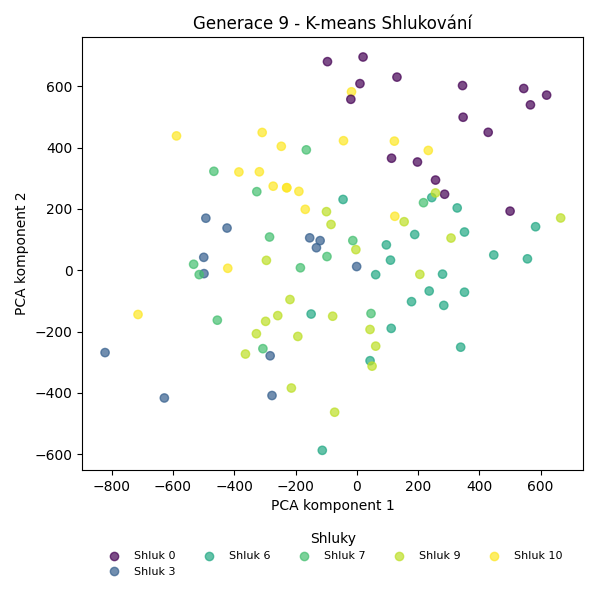 Generace 9 - K-means Shlukování
PCA komponent 2
600
400
200
0
−200
−400
−600
−800 −600 −400 −200 0 200 400 600
PCA komponent 1
Shluky
Shluk 0 Shluk 6 Shluk 7 Shluk 9 Shluk 10
Shluk 3